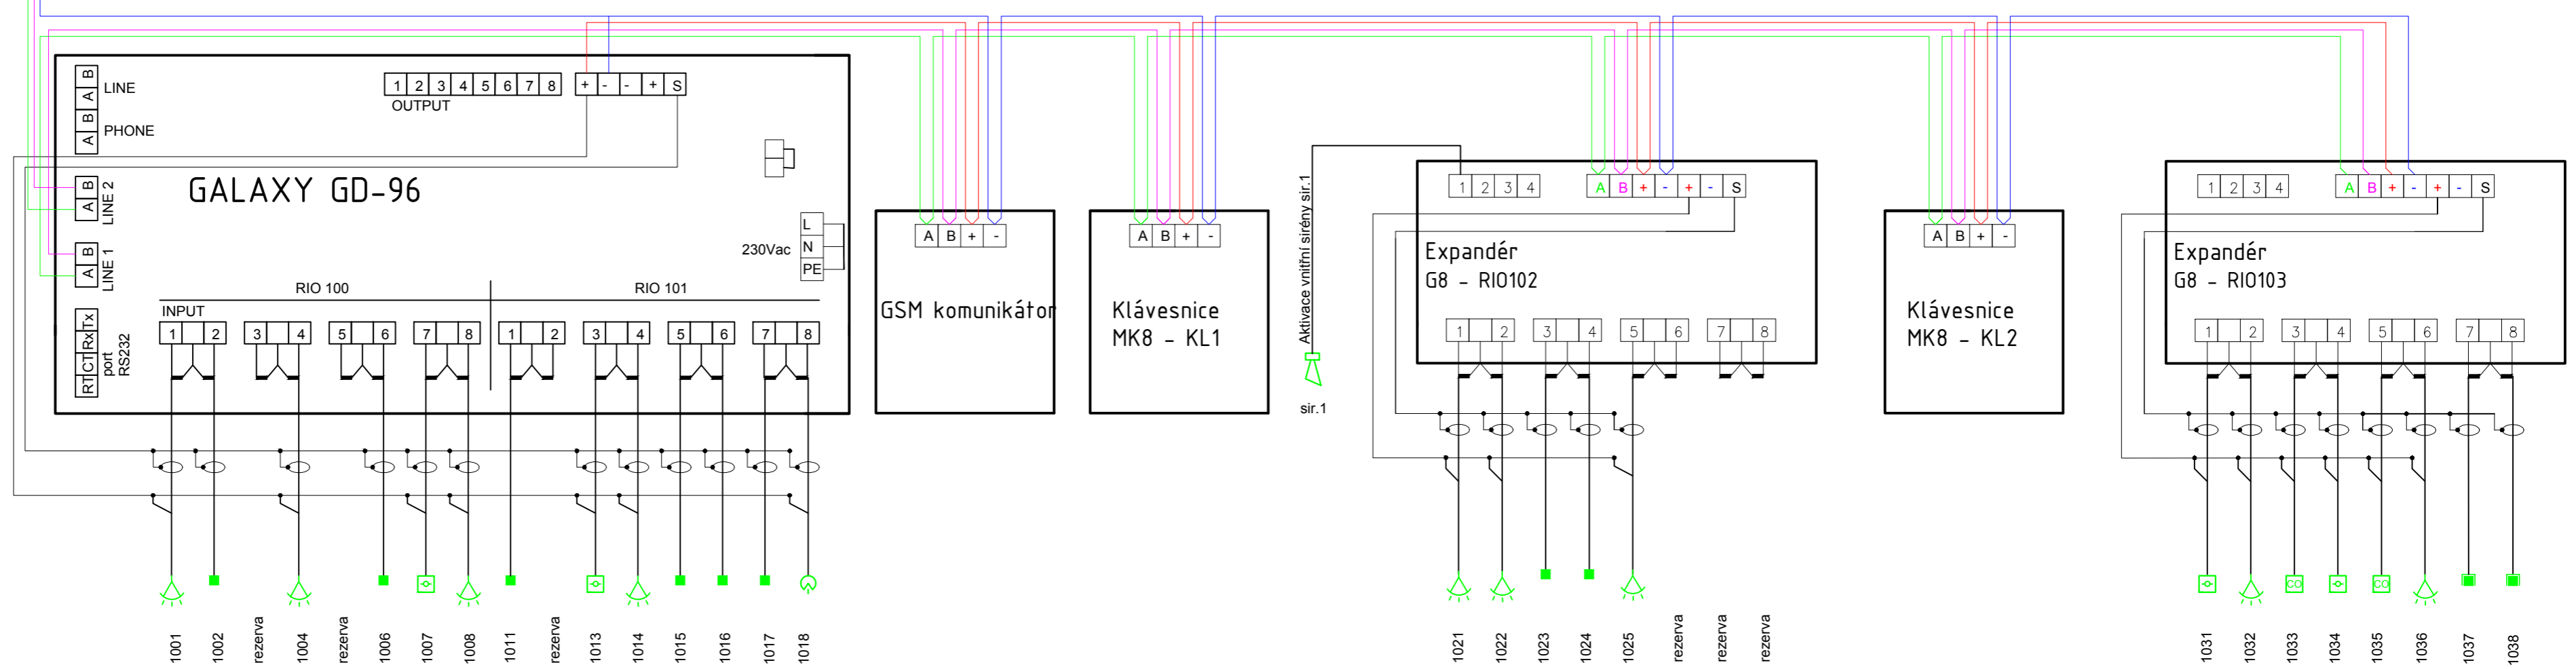 B
A
LINE
B
A
PHONE
B
A
LINE 2
B
A
LINE 1
Tx
Rx
CT
RT
port
RS232
1 2 3 4 5 6 7 8
OUTPUT
+ - - + S
GALAXY GD-96
230Vac
L
N
PE
RIO 100
RIO 101
INPUT
1 2 3 4 5 6 7 8
1 2 3 4 5 6 7 8
1001
1002
rezerva
1004
rezerva
1006
1007
1008
1011
rezerva
1013
1014
1015
1016
1017
1018
A B + -
GSM komunikátor
A B + -
Klávesnice
MK8 - KL1
Aktivace vnitřní sirény sir.1
sir.1
1 2 3 4
A B + - + - S
Expandér
G8 - RIO102
1 2 3 4 5 6 7 8
1021
1022
1023
1024
1025
rezerva
rezerva
rezerva
A B + -
Klávesnice
MK8 - KL2
1 2 3 4
A B + - + - S
Expandér
G8 - RIO103
1 2 3 4 5 6 7 8
CO
CO
1031
1032
1033
1034
1035
1036
1037
1038